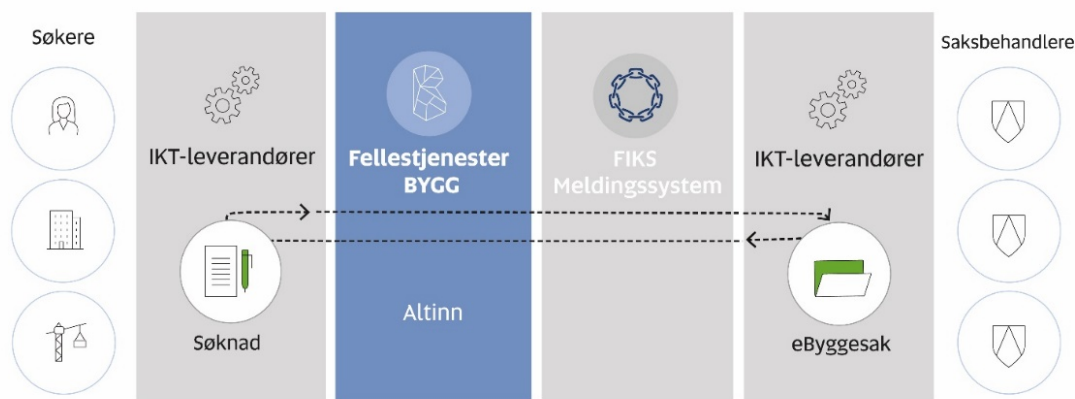 Søkere
IKT-leverandører
Søknad
Fellestjenester
BYGG
Altinn
FIKS
Meldingssystem
IKT-leverandører
eByggesak
Saksbehandlere